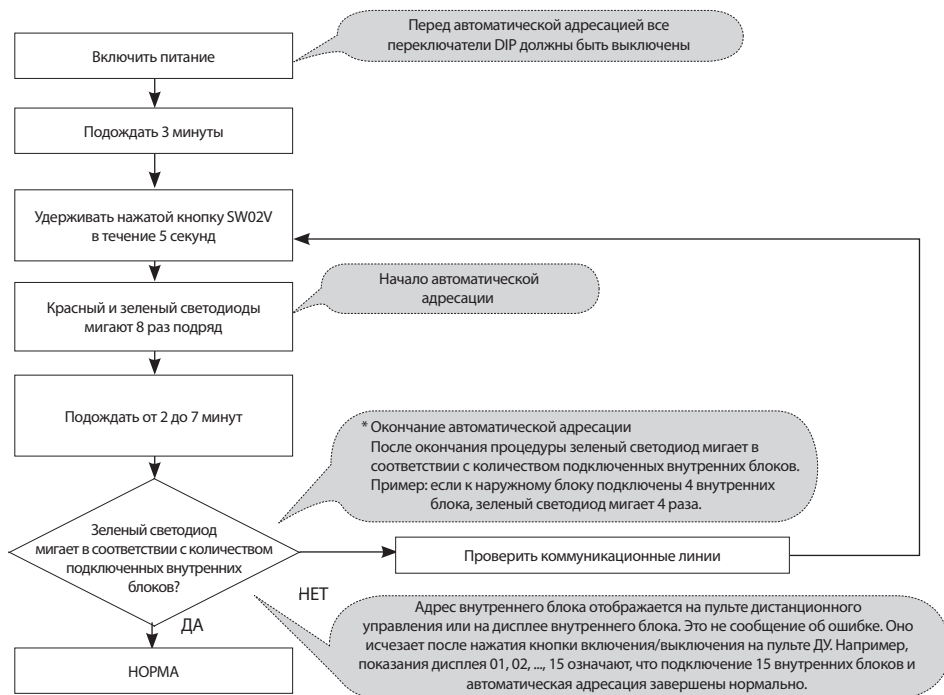 Перед автоматической адресацией все
переключатели DIP должны быть выключены
Включить питание
Подождать 3 минуты
Удерживать нажатой кнопку SW02V
в течение 5 секунд
Начало автоматической
адресации
Красный и зеленый светодиоды
мигают 8 раз подряд
Подождать от 2 до 7 минут
* Окончание автоматической адресации
После окончания процедуры зеленый светодиод мигает в
соответствии с количеством подключенных внутренних блоков.
Пример: если к наружному блоку подключены 4 внутренних
блока, зеленый светодиод мигает 4 раза.
Зеленый светодиод
мигает в соответствии с количеством
подключенных внутренних
блоков?
Проверить коммуникационные линии
НЕТ
ДА
Адрес внутреннего блока отображается на пульте дистанционного
управления или на дисплее внутреннего блока. Это не сообщение об ошибке. Оно
исчезает после нажатия кнопки включения/выключения на пульте ДУ. Например,
показания дисплея 01, 02, ..., 15 означают, что подключение 15 внутренних блоков и
автоматическая адресация завершены нормально.
НОРМА